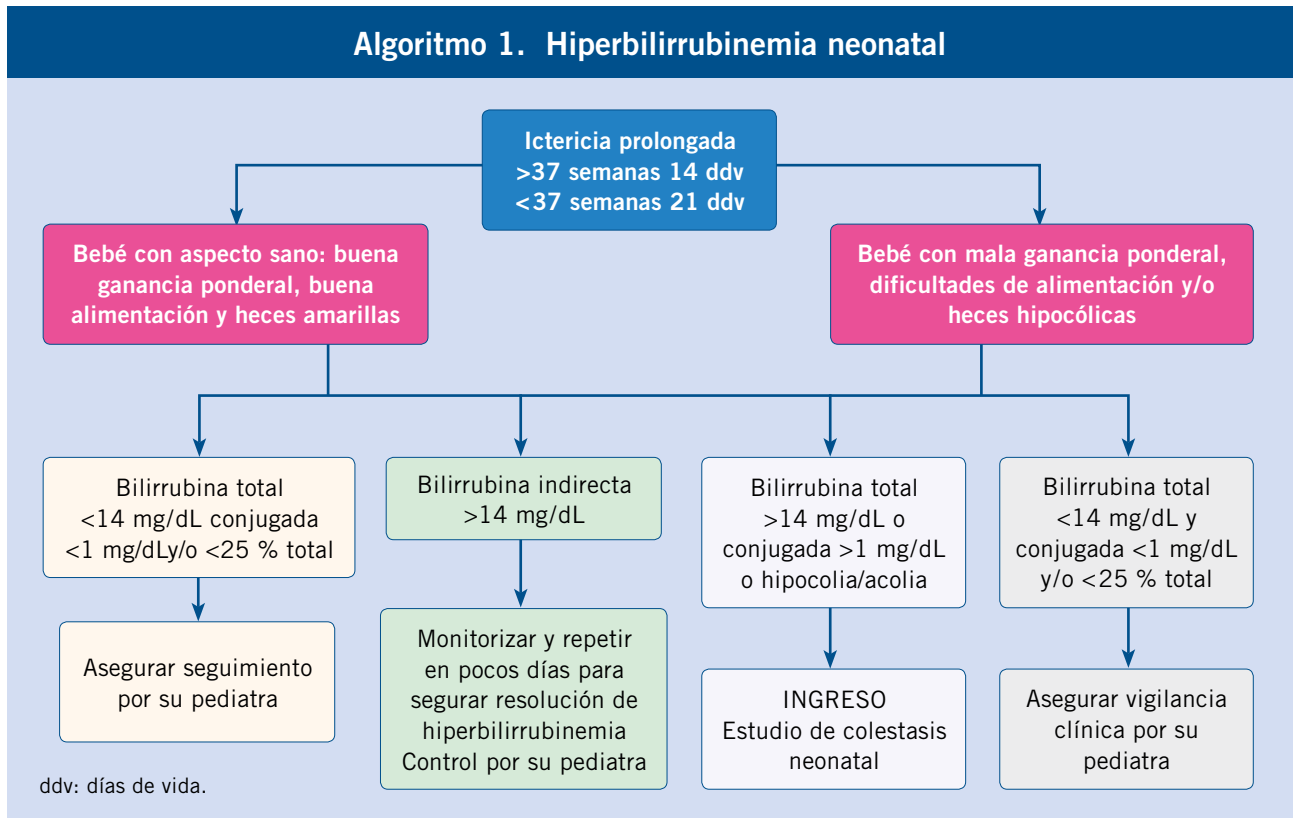 Algoritmo 1. Hiperbilirrubinemia neonatal
Ictericia prolongada
>37 semanas 14 ddv
<37 semanas 21 ddv
Bebé con aspecto sano: buena
ganancia ponderal, buena
alimentación y heces amarillas
Bebé con mala ganancia ponderal,
dificultades de alimentación y/o
heces hipocólicas
Bilirrubina total
<14 mg/dL conjugada
<1 mg/dLy/o <25 % total
Bilirrubina indirecta
>14 mg/dL
Bilirrubina total
>14 mg/dL o
conjugada >1 mg/dL
o hipocolia/acolia
Bilirrubina total
<14 mg/dL y
conjugada <1 mg/dL
y/o <25 % total
Asegurar seguimiento
por su pediatra
Monitorizar y repetir
en pocos días para
segurar resolución de
hiperbilirrubinemia
Control por su pediatra
INGRESO
Estudio de colestasis
neonatal
Asegurar vigilancia
clínica por su
pediatra
ddv: días de vida.